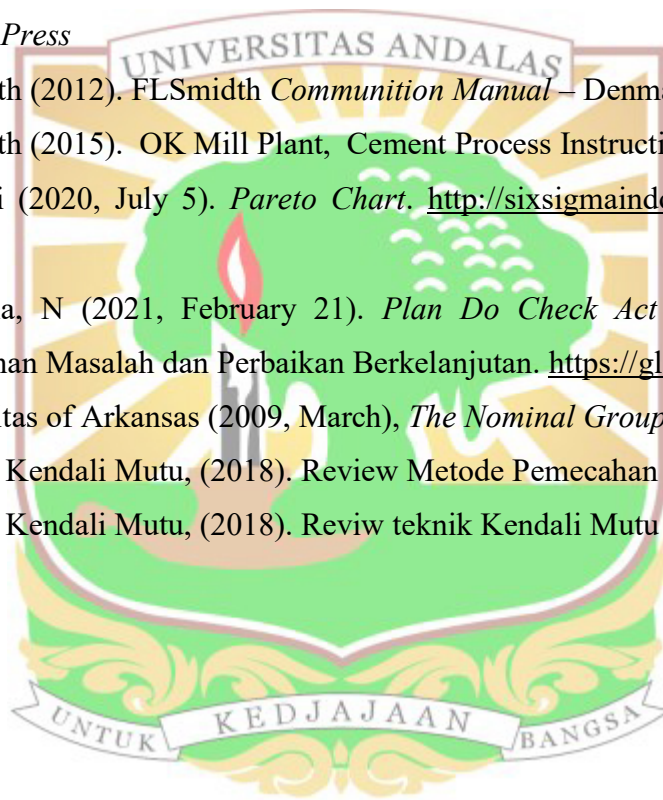 Press
UNIVERSITAS ANDALAS
th (2012). FLSmidth Communition Manual – Denma
th (2015). OK Mill Plant, Cement Process Instructi
i (2020, July 5). Pareto Chart. http://sixsigmaindo
a, N (2021, February 21). Plan Do Check Act
han Masalah dan Perbaikan Berkelanjutan. https://gl
itas of Arkansas (2009, March), The Nominal Group
Kendali Mutu, (2018). Review Metode Pemecahan
Kendali Mutu, (2018). Reviw teknik Kendali Mutu
UNTUK KEDJAJAAN BANGSA